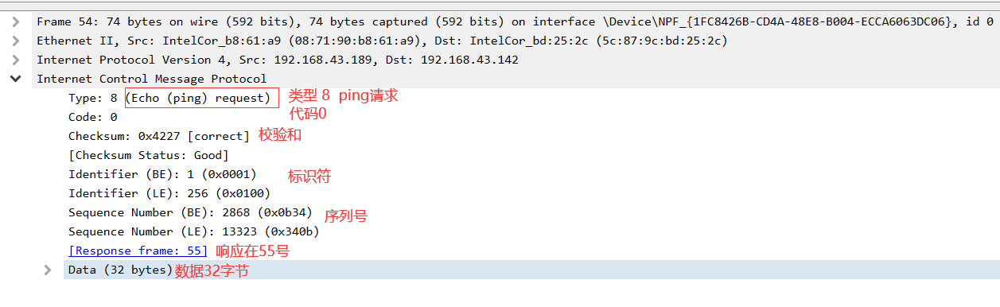 Frame 54: 74 bytes on wire (592 bits), 74 bytes captured (592 bits) on interface \Device\NPF_{1FC8426B-CD4A-48E8-B004-ECCA6063DC06}, id 0
Ethernet II, Src: IntelCor_b8:61:a9 (08:71:90:b8:61:a9), Dst: IntelCor_bd:25:2c (5c:87:9c:bd:25:2c)
Internet Protocol Version 4, Src: 192.168.43.189, Dst: 192.168.43.142
Internet Control Message Protocol
Type: 8 (Echo (ping) request) 类型 8 ping请求
Code: 0 代码0
Checksum: 0x4227 [correct] 校验和
[Checksum Status: Good]
Identifier (BE): 1 (0x0001) 标识符
Identifier (LE): 256 (0x0100)
Sequence Number (BE): 2868 (0x0b34) 序列号
Sequence Number (LE): 13323 (0x340b)
[Response frame: 55] 响应在55号
Data (32 bytes) 数据32字节